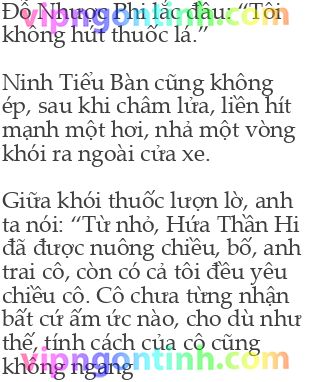 Đỗ Nhược Phi lắc đầu: “Tôi
không hút thuốc lá.”
Ninh Tiểu Bàn cũng không
ép, sau khi châm lửa, liền hít
mạnh một hơi, nhả một vòng
khói ra ngoài cửa xe.
Giữa khói thuốc lượn lờ, anh
ta nói: “Từ nhỏ, Hứa Thần Hi
đã được nuông chiều, bố, anh
trai cô, còn có cả tôi đều yêu
chiều cô. Cô chưa từng nhận
bất cứ ấm ức nào, cho dù như
thế, tính cách của cô cũng
không ngang
vipngontinh.com
vipngontinh.com